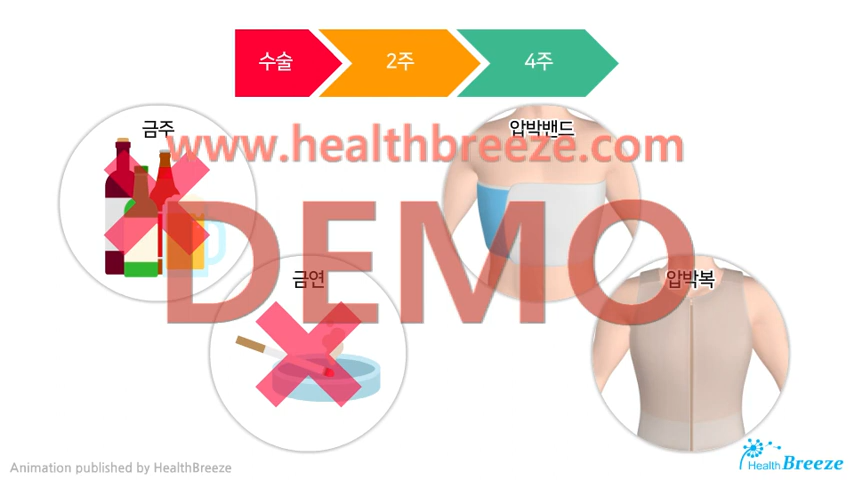 수술
2주
4주
금주
압박밴드
www.healthbreeze.com
DEMO
금연
압박복
Animation published by HealthBreeze
Health Breeze